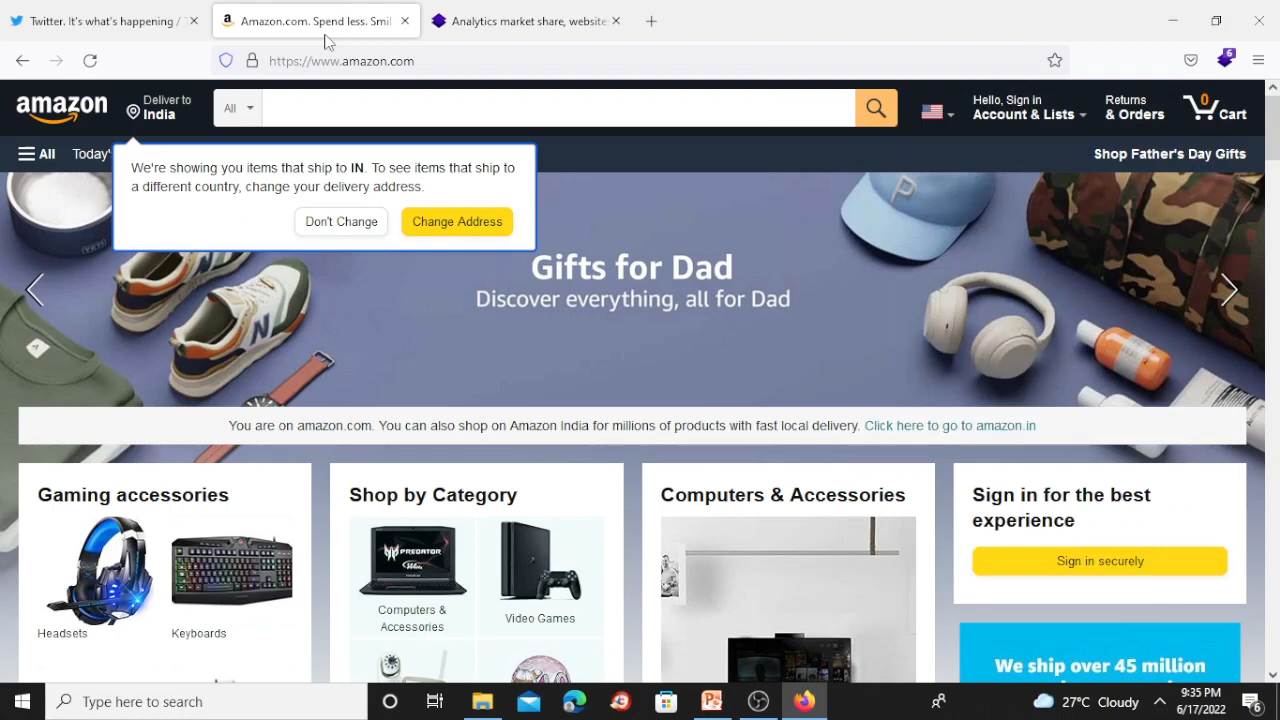 Twitter. It's what's happening / T
Amazon.com. Spend less. Smil
Analytics market share, website
6
https://www.amazon.com
amazon
Deliver to
India
All
Hello, Sign in
Account & Lists
Returns
& Orders
0
Cart
All
Today'
Shop Father's Day Gifts
We're showing you items that ship to IN. To see items that ship to
a different country, change your delivery address.
Don't Change
Change Address
YETI
P
N
N
Gifts for Dad
Discover everything, all for Dad
You are on amazon.com. You can also shop on Amazon India for millions of products with fast local delivery. Click here to go to amazon.in
Gaming accessories
Headsets
Keyboards
Shop by Category
PREDATOR
Computers &
Accessories
Video Games
Computers & Accessories
Sign in for the best
experience
Sign in securely
We ship over 45 million
Type here to search
27°C Cloudy
9:35 PM
6/17/2022
6